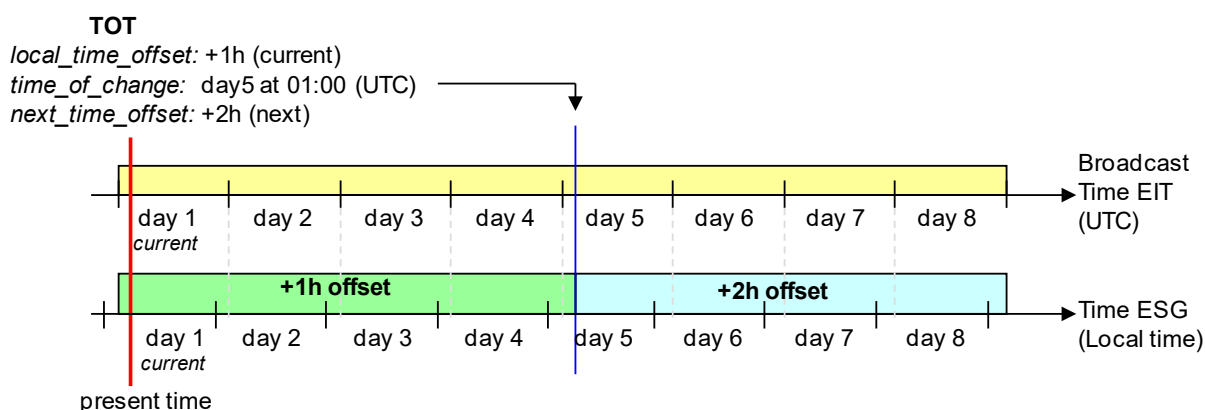 TOT
local_time_offset: +1h (current)
time_of_change: day5 at 01:00 (UTC)
next_time_offset: +2h (next)
Broadcast
Time EIT
(UTC)
day 1 day 2 day 3 day 4 day 5 day 6 day 7 day 8
current
+1h offset +2h offset
Time ESG
(Local time)
day 1 day 2 day 3 day 4 day 5 day 6 day 7 day 8
current
present time